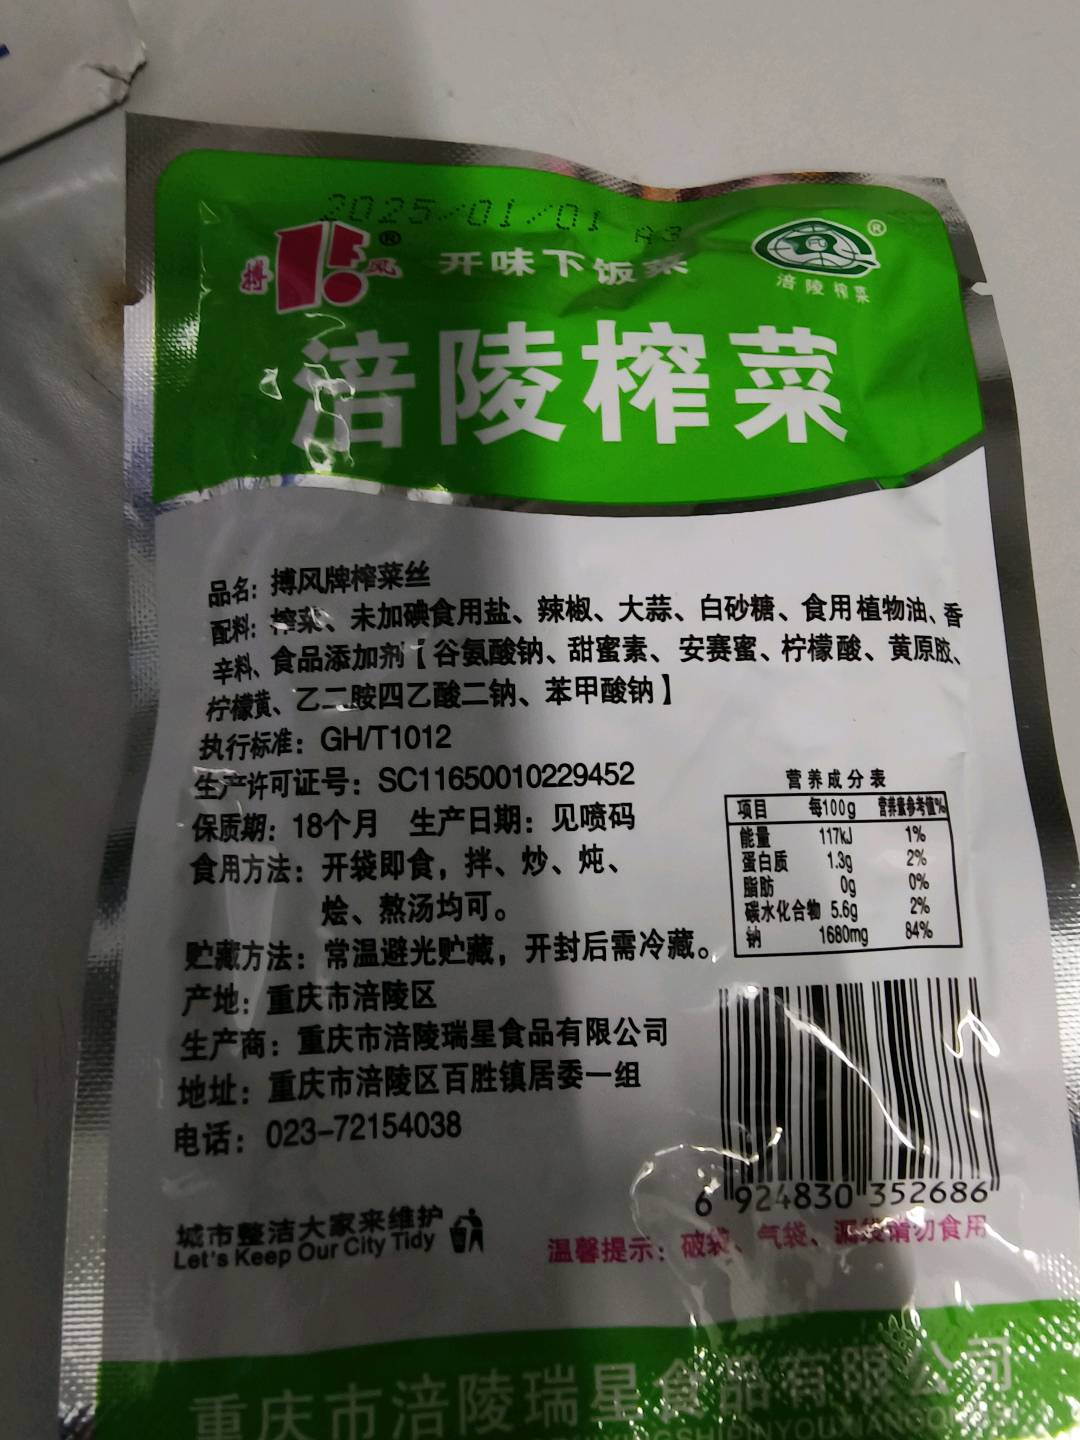 2025/01/01 A3
搏风® 开味下饭菜 ®
涪陵榨菜
涪陵榨菜
品名: 搏风牌榨菜丝
配料: 榨菜、未加碘食用盐、辣椒、大蒜、白砂糖、食用植物油、香
辛料、食品添加剂【谷氨酸钠、甜蜜素、安赛蜜、柠檬酸、黄原胶、
柠檬黄、乙二胺四乙酸二钠、苯甲酸钠】
执行标准: GH/T1012
生产许可证号: SC11650010229452
保质期: 18个月 生产日期: 见喷码
食用方法: 开袋即食, 拌、炒、炖、
烩、熬汤均可。
贮藏方法: 常温避光贮藏, 开封后需冷藏。
产地: 重庆市涪陵区
生产商: 重庆市涪陵瑞星食品有限公司
地址: 重庆市涪陵区百胜镇居委一组
电话: 023-72154038
营养成分表
项目 每100g 营养素参考值%
能量 117kJ 1%
蛋白质 1.3g 2%
脂肪 0g 0%
碳水化合物 5.6g 2%
钠 1680mg 84%
6 924830 352686
城市整洁大家来维护
Let's Keep Our City Tidy
温馨提示: 破袋、气袋、漏袋请勿食用
重庆市涪陵瑞星食品有限公司